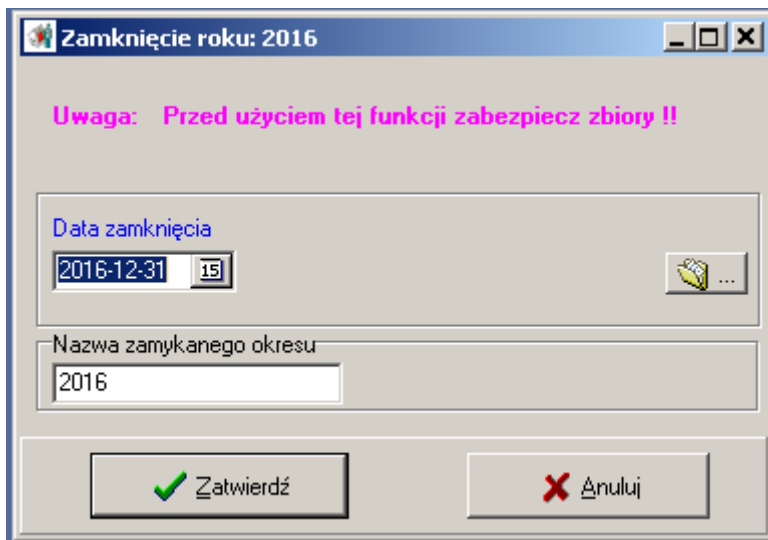 Zamknięcie roku: 2016
Uwaga: Przed użyciem tej funkcji zabezpiecz zbiory !!
Data zamknięcia
2016-12-31 15
...
Nazwa zamykanego okresu
2016
Zatwierdź Anuluj